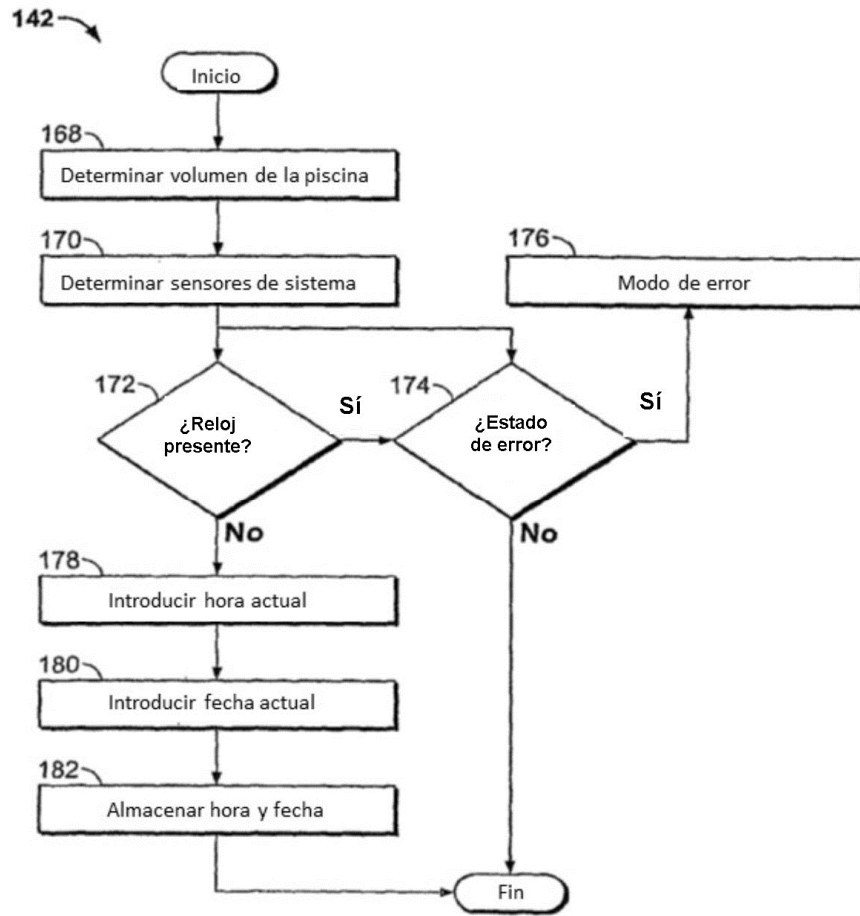 142
Inicio
168
Determinar volumen de la piscina
170
Determinar sensores de sistema
176
Modo de error
172
¿Reloj
presente?
Sí
174
¿Estado
de error?
Sí
No
No
178
Introducir hora actual
180
Introducir fecha actual
182
Almacenar hora y fecha
Fin